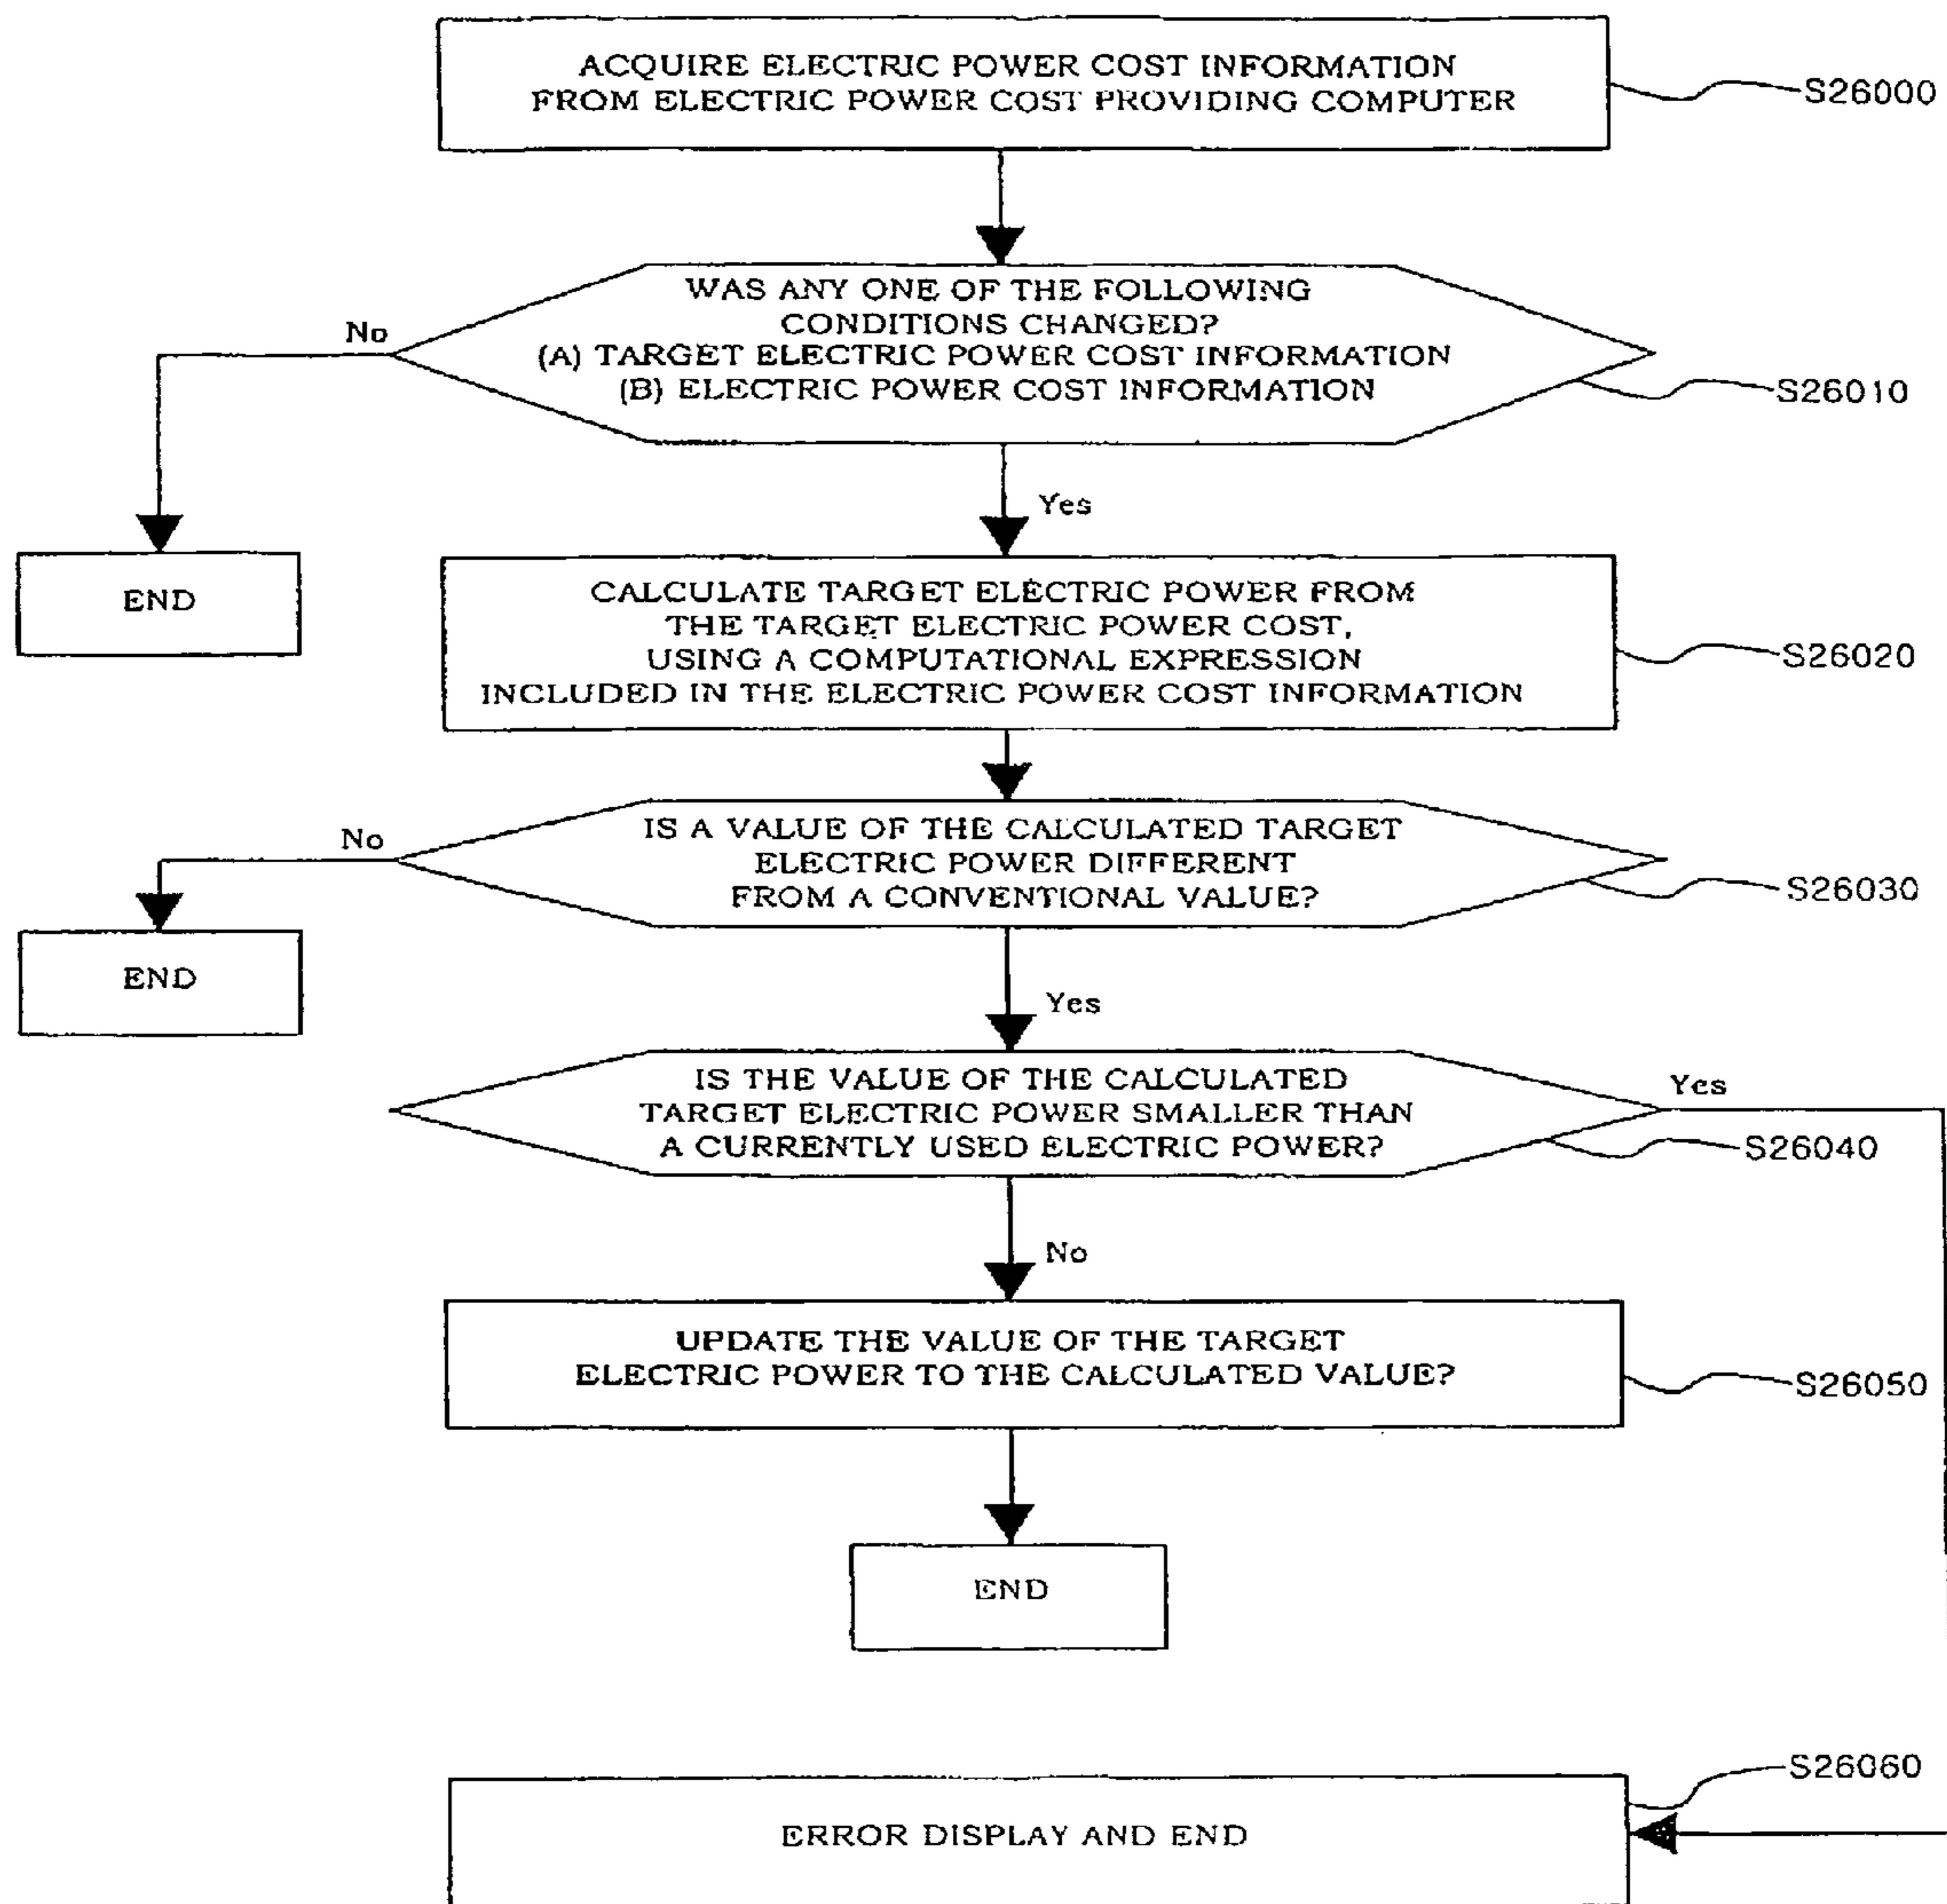 ACQUIRE ELECTRIC POWER COST INFORMATION
FROM ELECTRIC POWER COST PROVIDING COMPUTER
S26000
WAS ANY ONE OF THE FOLLOWING
CONDITIONS CHANGED?
(A) TARGET ELECTRIC POWER COST INFORMATION
(B) ELECTRIC POWER COST INFORMATION
No
S26010
Yes
END
CALCULATE TARGET ELECTRIC POWER FROM
THE TARGET ELECTRIC POWER COST,
USING A COMPUTATIONAL EXPRESSION
INCLUDED IN THE ELECTRIC POWER COST INFORMATION
S26020
No
IS A VALUE OF THE CALCULATED TARGET
ELECTRIC POWER DIFFERENT
FROM A CONVENTIONAL VALUE?
S26030
END
Yes
IS THE VALUE OF THE CALCULATED
TARGET ELECTRIC POWER SMALLER THAN
A CURRENTLY USED ELECTRIC POWER?
Yes
S26040
No
UPDATE THE VALUE OF THE TARGET
ELECTRIC POWER TO THE CALCULATED VALUE?
S26050
END
S26060
ERROR DISPLAY AND END